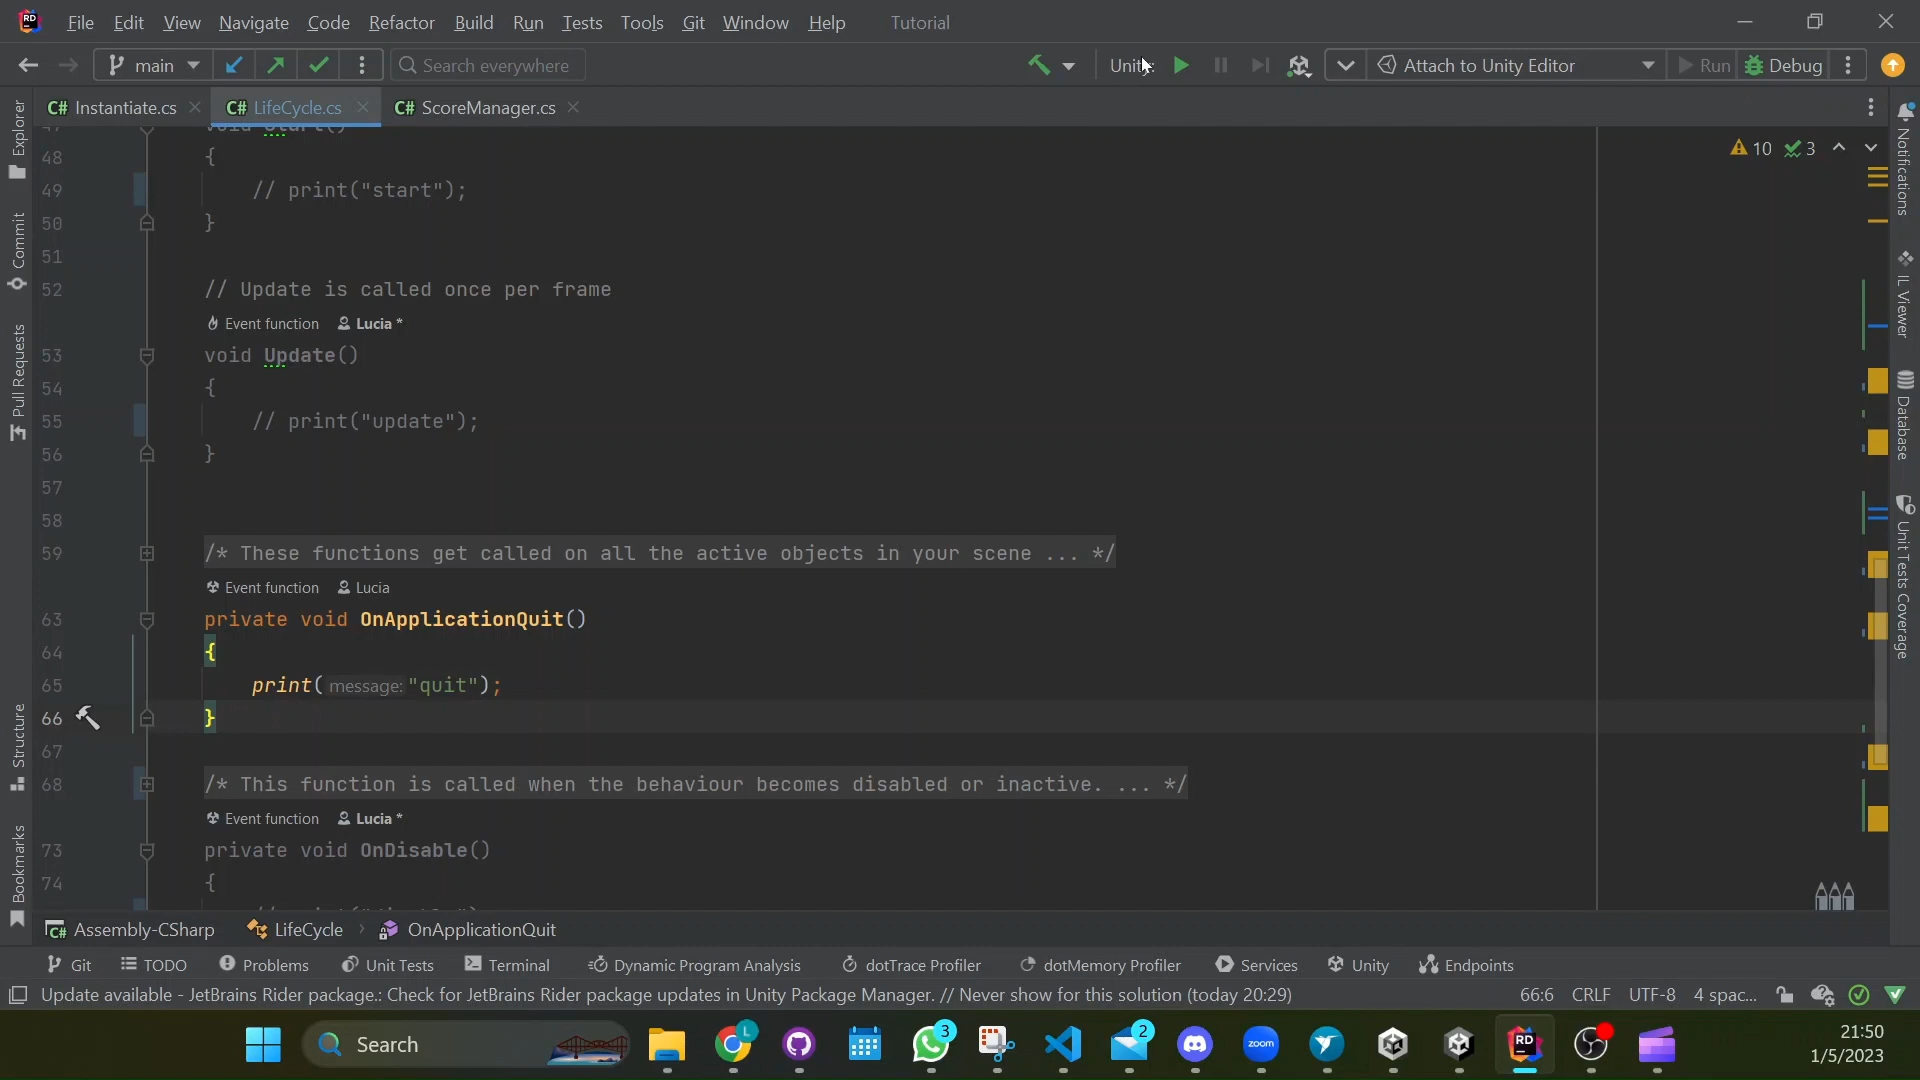 File Edit View Navigate Code Refactor Build Run Tests Tools Git Window Help Tutorial
main Search everywhere Unity: Attach to Unity Editor Run Debug
C# Instantiate.cs C# LifeCycle.cs C# ScoreManager.cs
47 void Start()
48 {
49 // print("start");
50 }
51
52 // Update is called once per frame
Event function Lucia *
53 void Update()
54 {
55 // print("update");
56 }
57
58
59 /* These functions get called on all the active objects in your scene ... */
Event function Lucia
63 private void OnApplicationQuit()
64 {
65 print(message: "quit");
66 }
67
68 /* This function is called when the behaviour becomes disabled or inactive. ... */
Event function Lucia *
73 private void OnDisable()
74 {
10 3
Explorer
Commit
Pull Requests
Structure
Bookmarks
Notifications
IL Viewer
Database
Unit Tests Coverage
C# Assembly-CSharp LifeCycle OnApplicationQuit
Git TODO Problems Unit Tests Terminal Dynamic Program Analysis dotTrace Profiler dotMemory Profiler Services Unity Endpoints
Update available - JetBrains Rider package.: Check for JetBrains Rider package updates in Unity Package Manager. // Never show for this solution (today 20:29) 66:6 CRLF UTF-8 4 spac...
Search L 3 2 zoom RD 21:50
1/5/2023